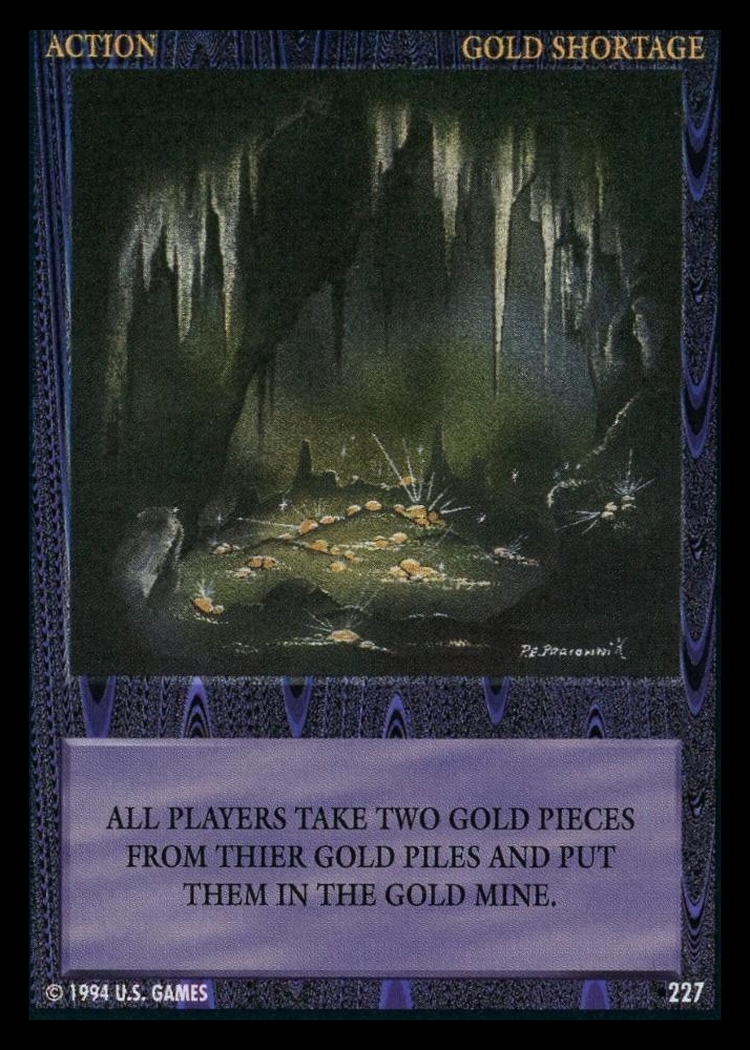 ACTION
GOLD SHORTAGE
P.E.Pracownik
ALL PLAYERS TAKE TWO GOLD PIECES
FROM THIER GOLD PILES AND PUT
THEM IN THE GOLD MINE.
© 1994 U.S. GAMES
227